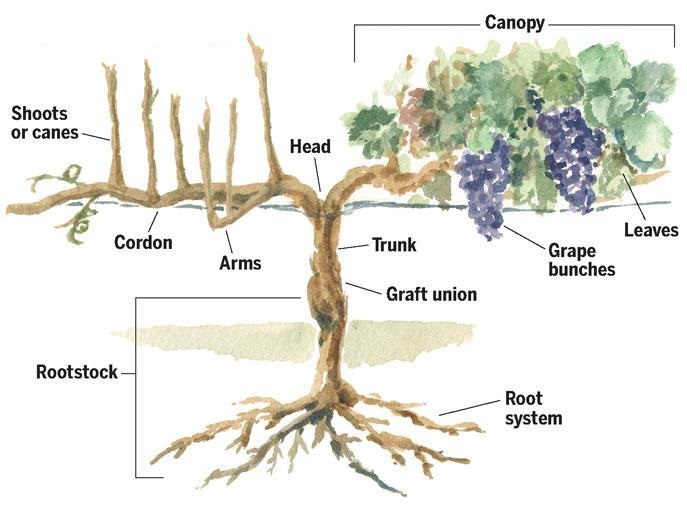 Canopy
Shoots
or canes
Head
Cordon
Arms
Trunk
Leaves
Grape
bunches
Graft union
Rootstock
Root
system